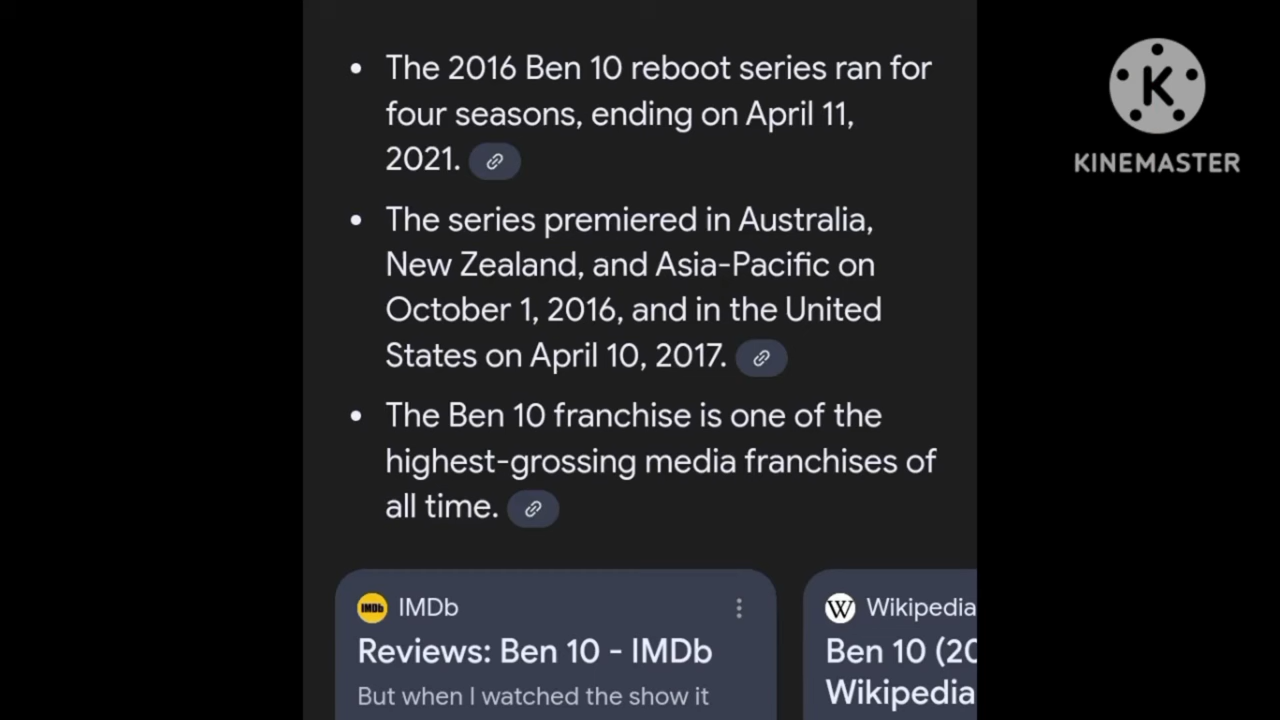 The 2016 Ben 10 reboot series ran for
four seasons, ending on April 11,
2021.
The series premiered in Australia,
New Zealand, and Asia-Pacific on
October 1, 2016, and in the United
States on April 10, 2017.
The Ben 10 franchise is one of the
highest-grossing media franchises of
all time.
IMDb IMDb
Reviews: Ben 10 - IMDb
But when I watched the show it
W Wikipedia
Ben 10 (20
Wikipedia
K
KINEMASTER